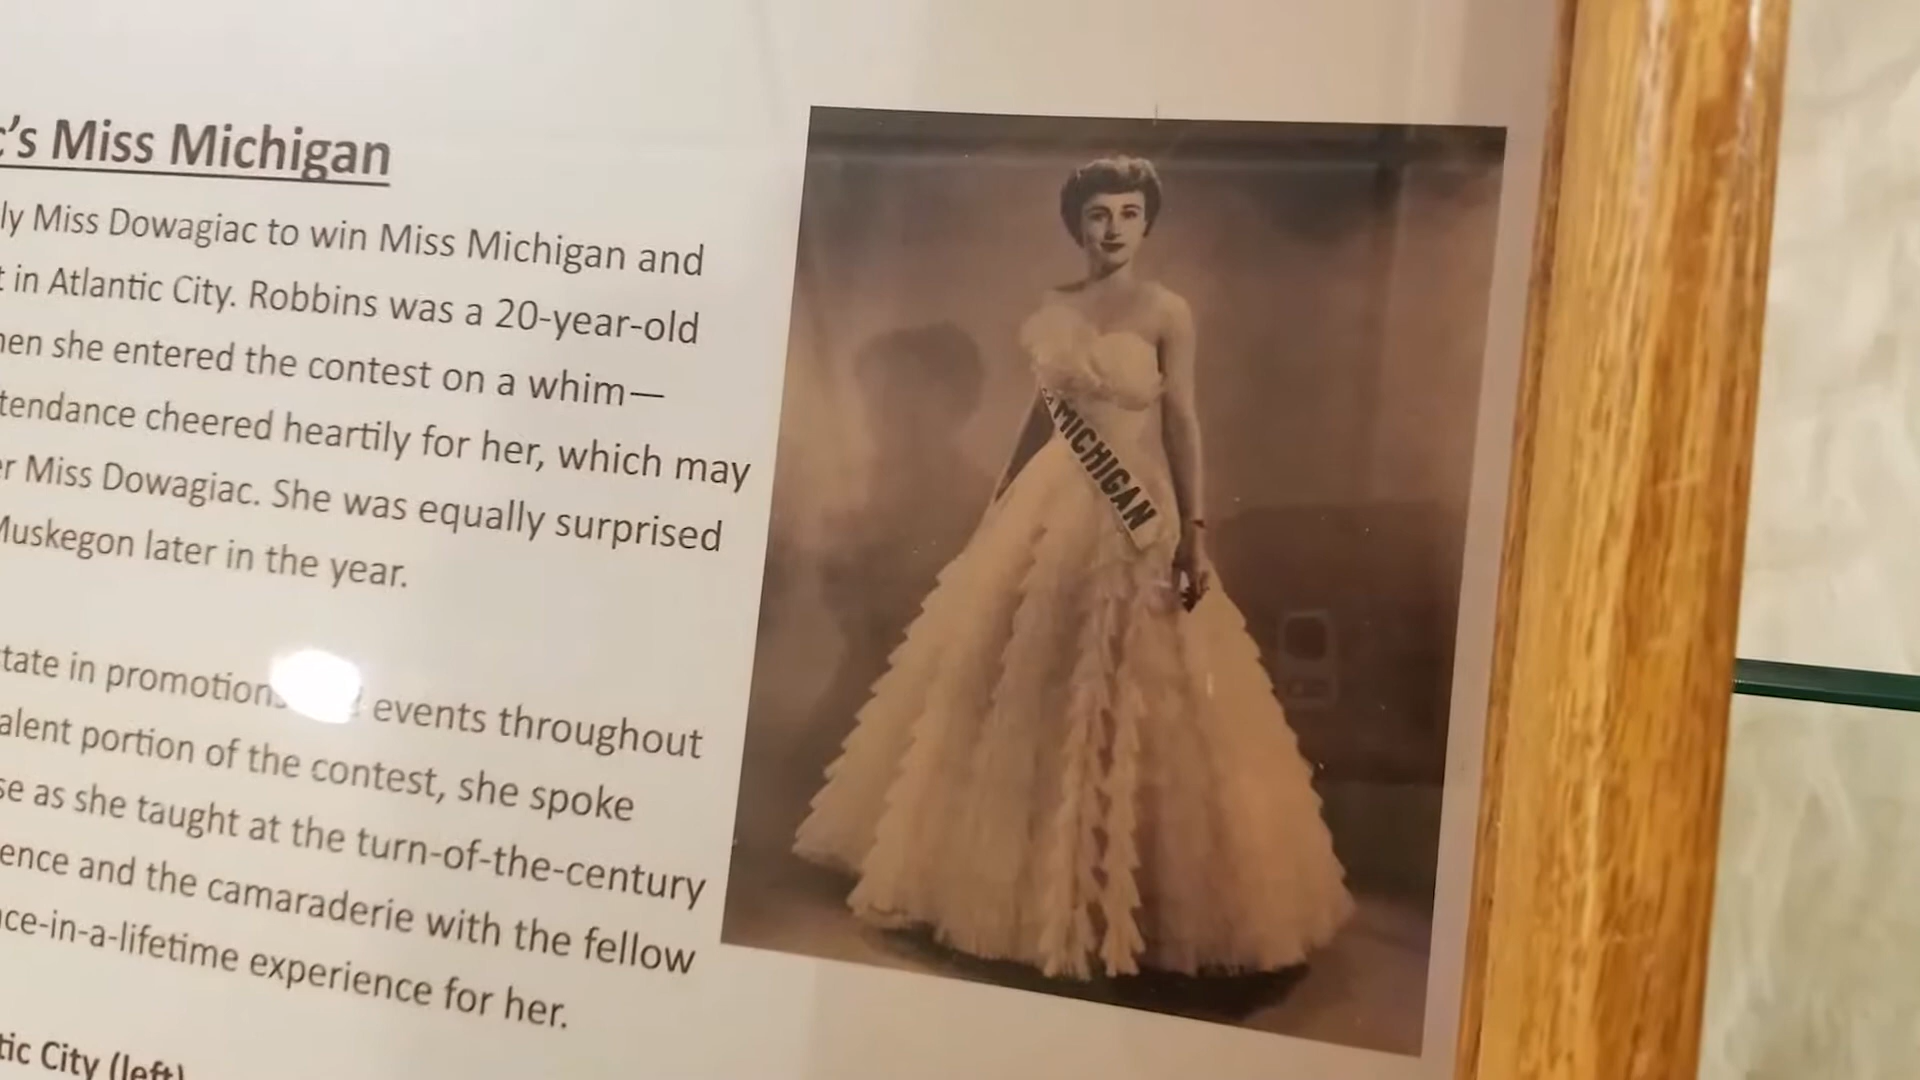 's Miss Michigan
ly Miss Dowagiac to win Miss Michigan and
in Atlantic City. Robbins was a 20-year-old
en she entered the contest on a whim—
tendance cheered heartily for her, which may
r Miss Dowagiac. She was equally surprised
Muskegon later in the year.
tate in promotion events throughout
alent portion of the contest, she spoke
se as she taught at the turn-of-the-century
ence and the camaraderie with the fellow
ce-in-a-lifetime experience for her.
tic City (left)
MICHIGAN